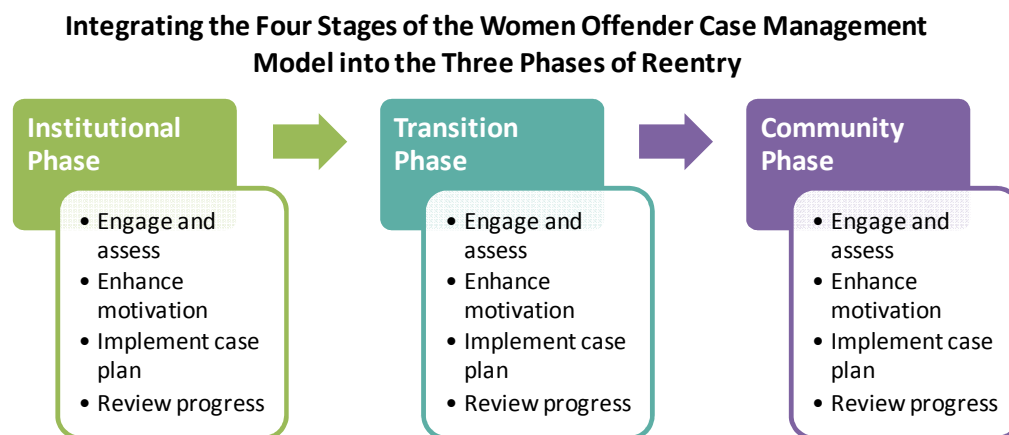 Integrating the Four Stages of the Women Offender Case Management
Model into the Three Phases of Reentry
Institutional
Phase
• Engage and
assess
• Enhance
motivation
• Implement case
plan
• Review progress
Transition
Phase
• Engage and
assess
• Enhance
motivation
• Implement case
plan
• Review progress
Community
Phase
• Engage and
assess
• Enhance
motivation
• Implement case
plan
• Review progress